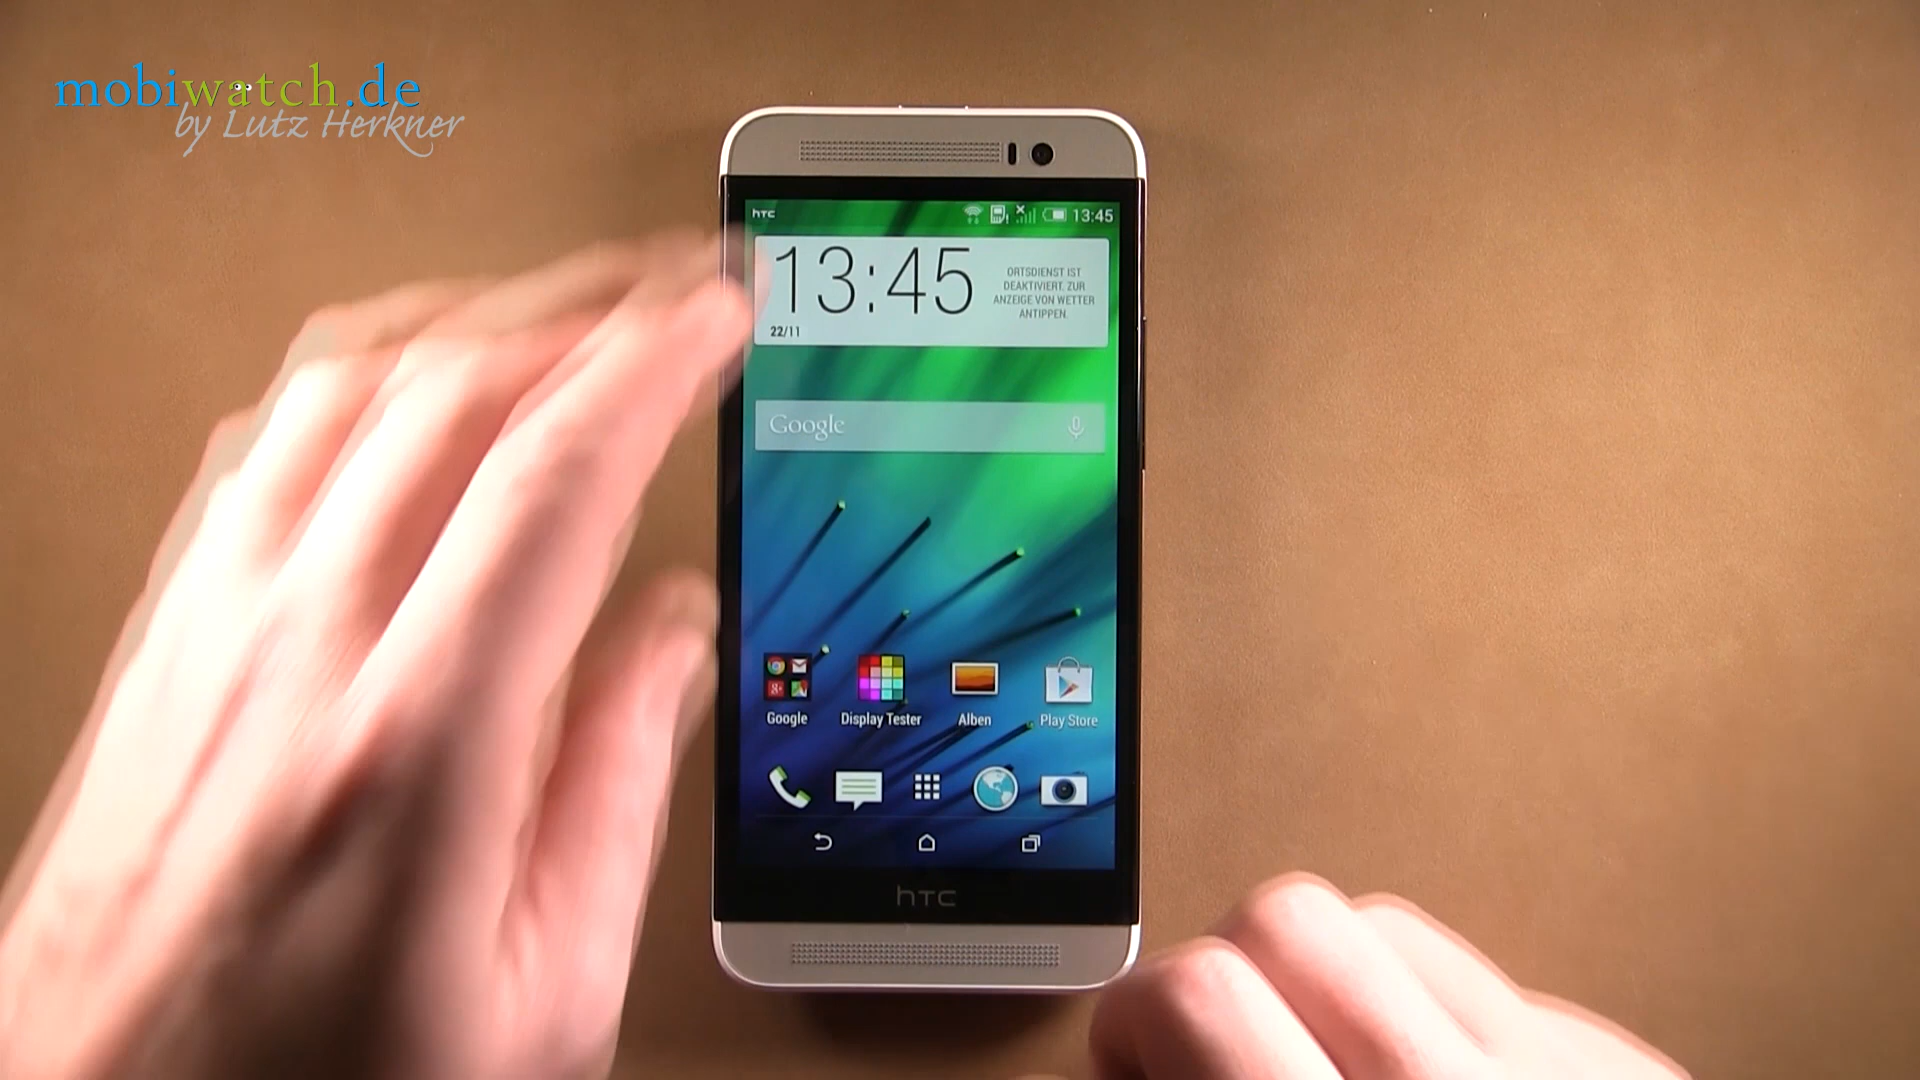 mobiwatch.de
by Lutz Herkner
hTC
13:45
13:45
22/11
ORTSDIENST IST
DEAKTIVIERT. ZUR
ANZEIGE VON WETTER
ANTIPPEN.
Google
Google
Display Tester
Alben
Play Store
hTC